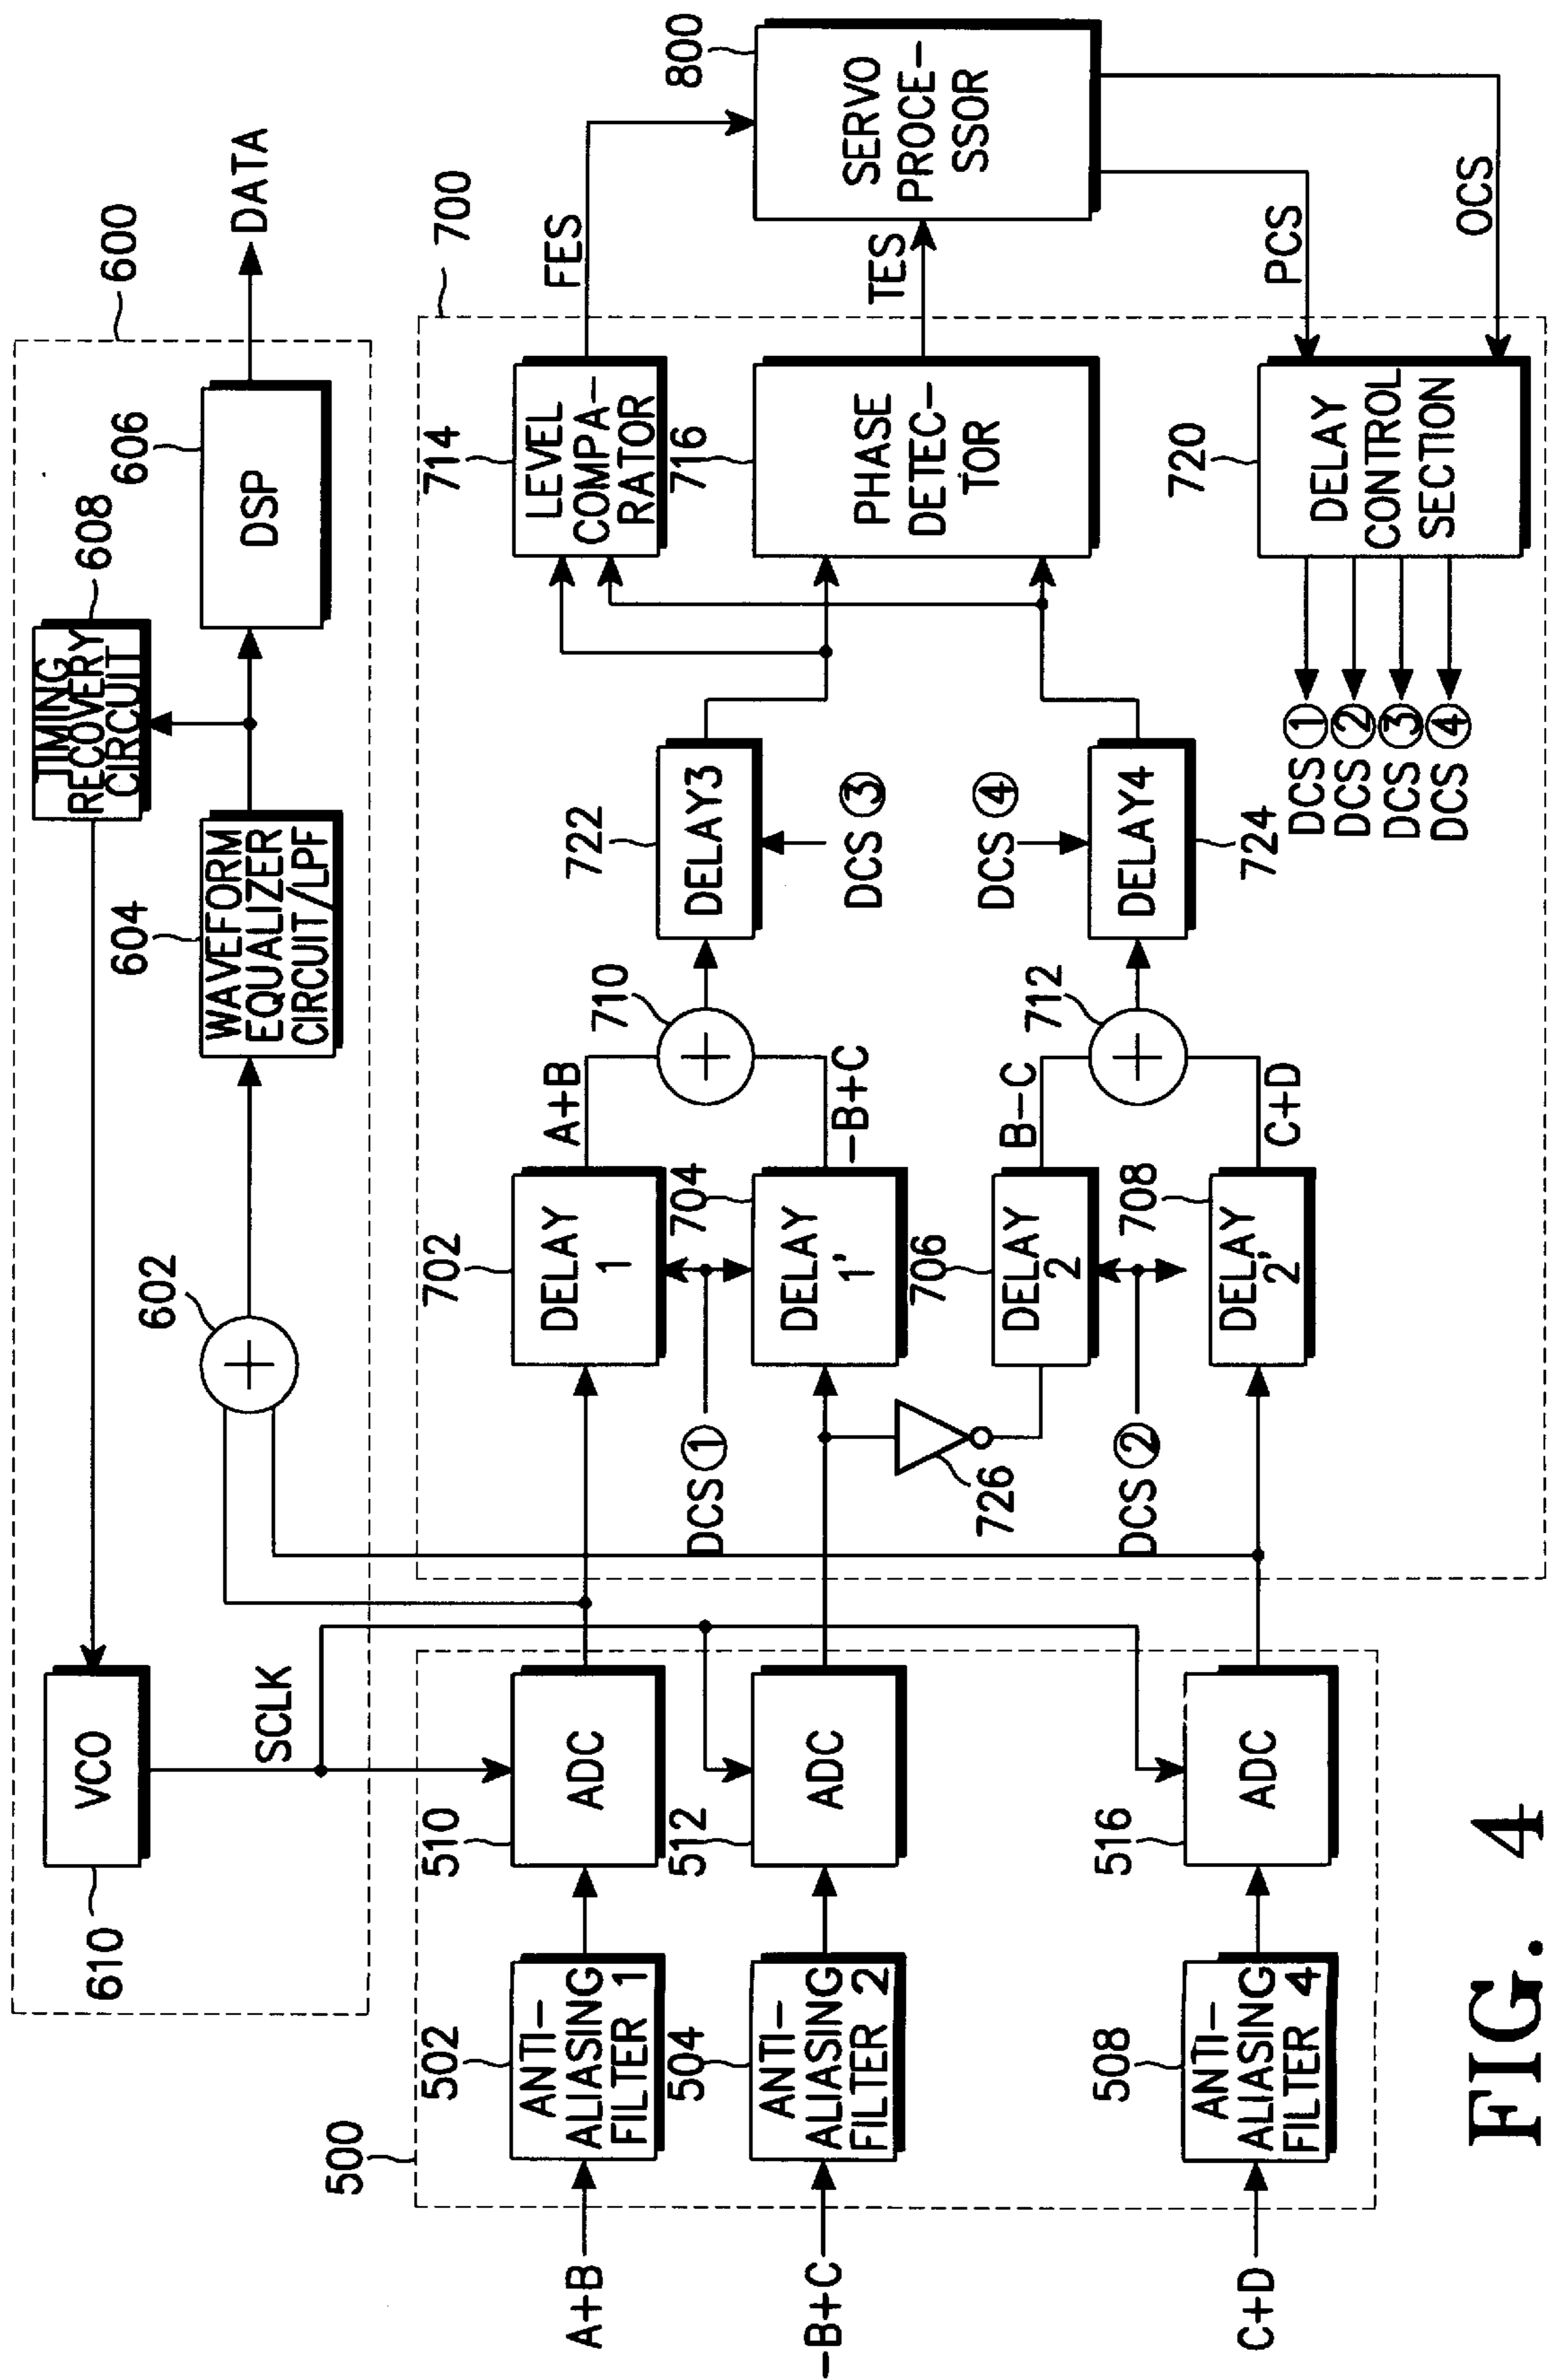 600
610
VCO
SCLK
608
TIMING
RECOVERY
CIRCUIT
602
604
WAVEFORM
EQUALIZER
CIRCUIT/LPF
606
DSP
DATA
500
A+B
502
ANTI-
ALIASING
FILTER 1
510
ADC
-B+C
504
ANTI-
ALIASING
FILTER 2
512
ADC
C+D
508
ANTI-
ALIASING
FILTER 4
516
ADC
700
702
DELAY
1
A+B
DCS ①
704
DELAY
1'
-B+C
710
726
706
DELAY
2
B-C
DCS ②
708
DELAY
2'
C+D
712
722
DELAY3
DCS ③
DCS ④
DELAY4
724
714
LEVEL
COMPA-
RATOR
FES
716
PHASE
DETEC-
TOR
TES
800
SERVO
PROCE-
SSOR
PCS
OCS
720
DELAY
CONTROL
SECTION
DCS ①
DCS ②
DCS ③
DCS ④
FIG. 4